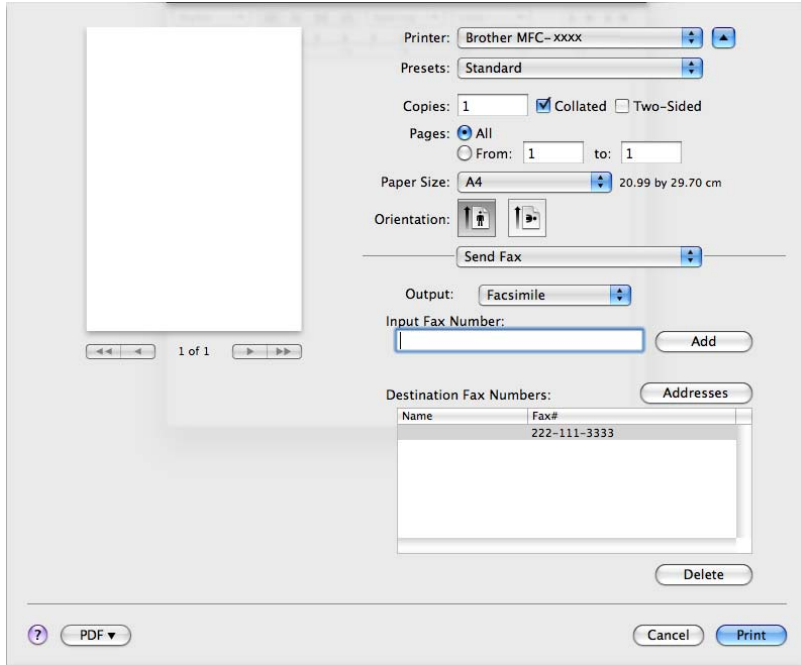 Printer: Brother MFC-xxxx
Presets: Standard
Copies: 1 Collated Two-Sided
Pages: All
From: 1 to: 1
Paper Size: A4 20.99 by 29.70 cm
Orientation:
Send Fax
Output: Facsimile
Input Fax Number:
Add
1 of 1
Destination Fax Numbers: Addresses
Name Fax#
222-111-3333
Delete
? PDF Cancel Print